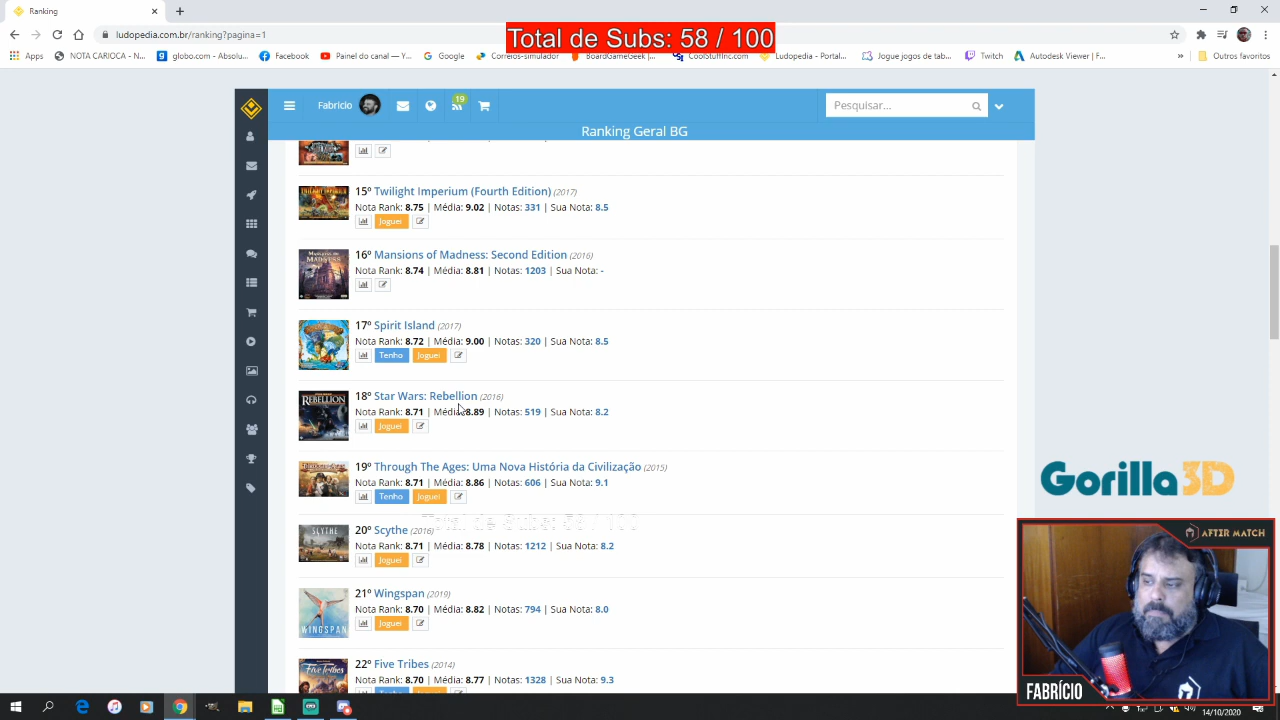 Ranking
ludopedia.com.br/ranking?pagina=1
Total de Subs: 58 / 100
Apps
NOTA CARIOCA - N...
globo.com - Absolu...
Facebook
Painel do canal — Y...
Google
Correios-simulador
BoardGameGeek |...
CoolStuffInc.com
Ludopedia - Portal...
Jogue jogos de tab...
Twitch
Autodesk Viewer | F...
Outros favoritos
Fabricio
19
Pesquisar...
Ranking Geral BG
15º Twilight Imperium (Fourth Edition) (2017)
Nota Rank: 8.75 | Média: 9.02 | Notas: 331 | Sua Nota: 8.5
Joguei
16º Mansions of Madness: Second Edition (2016)
Nota Rank: 8.74 | Média: 8.81 | Notas: 1203 | Sua Nota: -
17º Spirit Island (2017)
Nota Rank: 8.72 | Média: 9.00 | Notas: 320 | Sua Nota: 8.5
Tenho Joguei
REBELLION
18º Star Wars: Rebellion (2016)
Nota Rank: 8.71 | Média: 8.89 | Notas: 519 | Sua Nota: 8.2
Joguei
19º Through The Ages: Uma Nova História da Civilização (2015)
Nota Rank: 8.71 | Média: 8.86 | Notas: 606 | Sua Nota: 9.1
Tenho Joguei
Gorilla3D
SCYTHE
20º Scythe (2016)
Nota Rank: 8.71 | Média: 8.78 | Notas: 1212 | Sua Nota: 8.2
Joguei
AFTER MATCH
WINGSPAN
21º Wingspan (2019)
Nota Rank: 8.70 | Média: 8.82 | Notas: 794 | Sua Nota: 8.0
Joguei
FIVE TRIBES
22º Five Tribes (2014)
Nota Rank: 8.70 | Média: 8.77 | Notas: 1328 | Sua Nota: 9.3
FABRÍCIO
14/10/2020